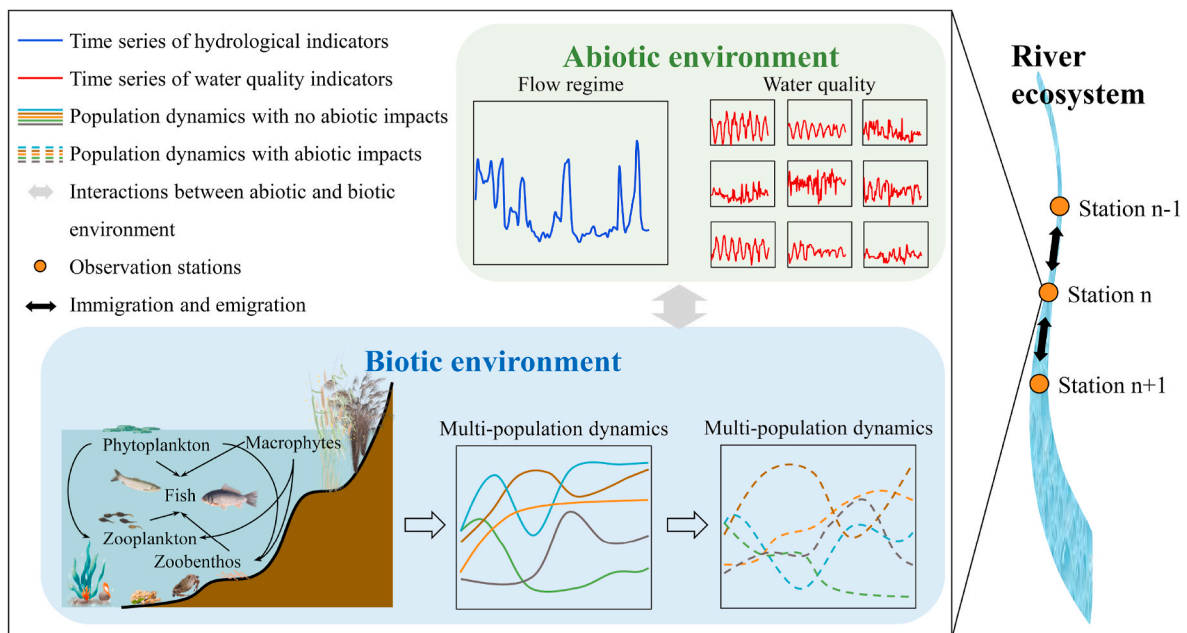 Time series of hydrological indicators
Time series of water quality indicators
Population dynamics with no abiotic impacts
Population dynamics with abiotic impacts
Interactions between abiotic and biotic
environment
Observation stations
Immigration and emigration
Abiotic environment
Flow regime
Water quality
Biotic environment
Phytoplankton
Macrophytes
Fish
Zooplankton
Zoobenthos
Multi-population dynamics
Multi-population dynamics
River
ecosystem
Station n-1
Station n
Station n+1